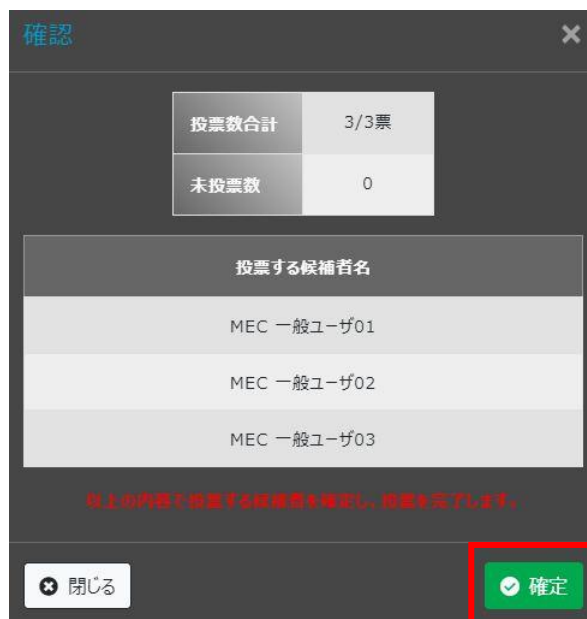 確認
投票数合計 3/3票
未投票数 0
投票する候補者名
MEC 一般ユーザ01
MEC 一般ユーザ02
MEC 一般ユーザ03
以上の内容で投票する候補者を確定し、投票を完了します。
閉じる 確定